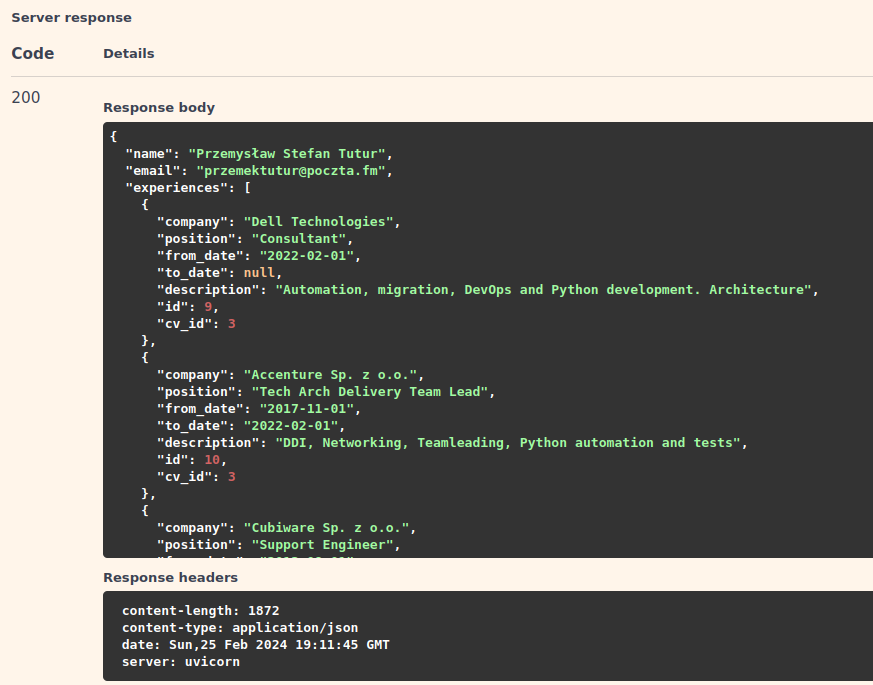 Server response
Code Details
200
Response body
{
  "name": "Przemysław Stefan Tutur",
  "email": "przemektutur@poczta.fm",
  "experiences": [
    {
      "company": "Dell Technologies",
      "position": "Consultant",
      "from_date": "2022-02-01",
      "to_date": null,
      "description": "Automation, migration, DevOps and Python development. Architecture",
      "id": 9,
      "cv_id": 3
    },
    {
      "company": "Accenture Sp. z o.o.",
      "position": "Tech Arch Delivery Team Lead",
      "from_date": "2017-11-01",
      "to_date": "2022-02-01",
      "description": "DDI, Networking, Teamleading, Python automation and tests",
      "id": 10,
      "cv_id": 3
    },
    {
      "company": "Cubiware Sp. z o.o.",
      "position": "Support Engineer",
Response headers
content-length: 1872
content-type: application/json
date: Sun,25 Feb 2024 19:11:45 GMT
server: uvicorn